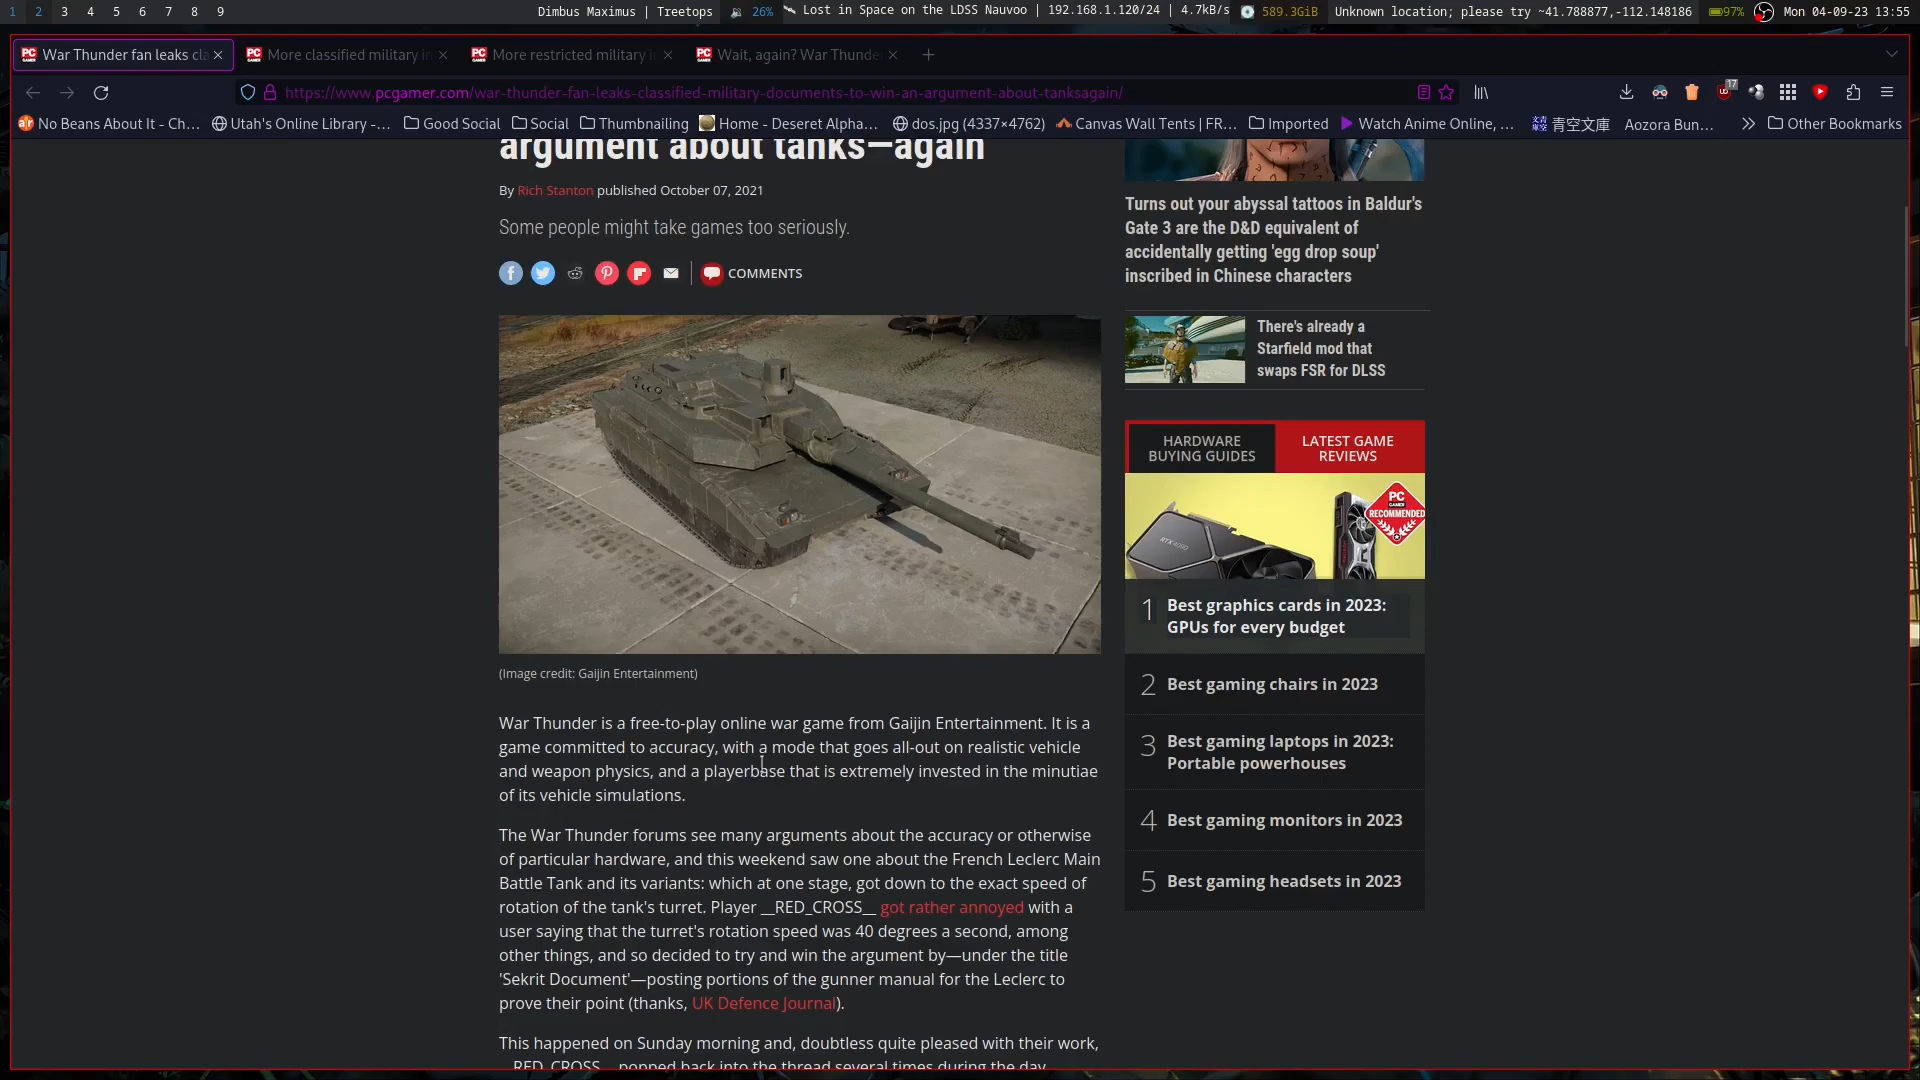 1 2 3 4 5 6 7 8 9
Dimbus Maximus | Treetops
26%
Lost in Space on the LDSS Nauvoo | 192.168.1.120/24 | 4.7kB/s
589.3GiB
Unknown location; please try ~41.788877,-112.148186
97%
Mon 04-09-23 13:55
War Thunder fan leaks cla
More classified military in
More restricted military i
Wait, again? War Thunde
https://www.pcgamer.com/war-thunder-fan-leaks-classified-military-documents-to-win-an-argument-about-tanksagain/
17
No Beans About It - Ch...
Utah's Online Library -...
Good Social
Social
Thumbnailing
Home - Deseret Alpha...
dos.jpg (4337×4762)
Canvas Wall Tents | FR...
Imported
Watch Anime Online, ...
青空文庫 Aozora Bun...
Other Bookmarks
argument about tanks—again
By Rich Stanton published October 07, 2021
Some people might take games too seriously.
COMMENTS
(Image credit: Gaijin Entertainment)
War Thunder is a free-to-play online war game from Gaijin Entertainment. It is a
game committed to accuracy, with a mode that goes all-out on realistic vehicle
and weapon physics, and a playerbase that is extremely invested in the minutiae
of its vehicle simulations.
The War Thunder forums see many arguments about the accuracy or otherwise
of particular hardware, and this weekend saw one about the French Leclerc Main
Battle Tank and its variants: which at one stage, got down to the exact speed of
rotation of the tank's turret. Player __RED_CROSS__ got rather annoyed with a
user saying that the turret's rotation speed was 40 degrees a second, among
other things, and so decided to try and win the argument by—under the title
'Sekrit Document'—posting portions of the gunner manual for the Leclerc to
prove their point (thanks, UK Defence Journal).
This happened on Sunday morning and, doubtless quite pleased with their work,
__RED_CROSS__ popped back into the thread several times during the day
Turns out your abyssal tattoos in Baldur's
Gate 3 are the D&D equivalent of
accidentally getting 'egg drop soup'
inscribed in Chinese characters
There's already a
Starfield mod that
swaps FSR for DLSS
HARDWARE
BUYING GUIDES
LATEST GAME
REVIEWS
PC
GAMER
RECOMMENDED
RTX 4090
1 Best graphics cards in 2023:
GPUs for every budget
2 Best gaming chairs in 2023
3 Best gaming laptops in 2023:
Portable powerhouses
4 Best gaming monitors in 2023
5 Best gaming headsets in 2023